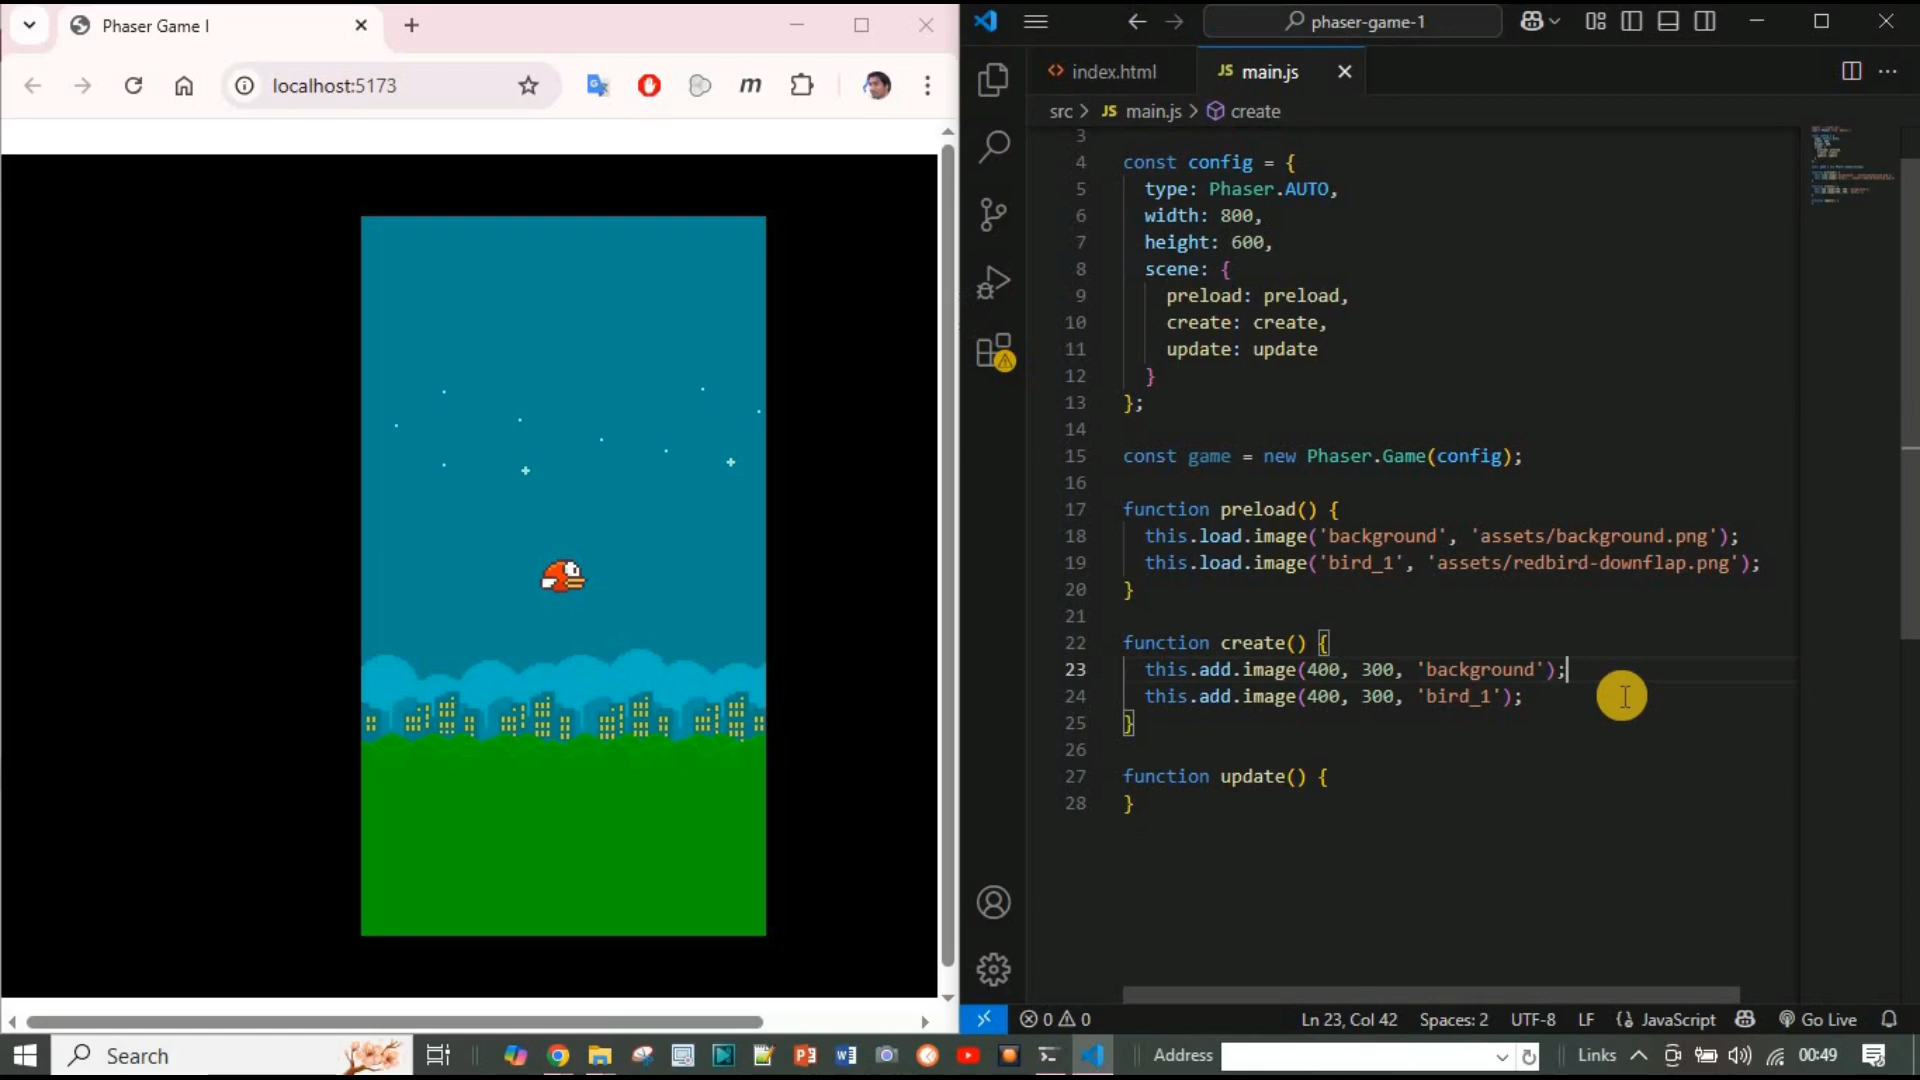 Phaser Game I
localhost:5173
m
phaser-game-1
index.html
JS main.js
src > JS main.js > create
3
4 const config = {
5 type: Phaser.AUTO,
6 width: 800,
7 height: 600,
8 scene: {
9 preload: preload,
10 create: create,
11 update: update
12 }
13 };
14
15 const game = new Phaser.Game(config);
16
17 function preload() {
18 this.load.image('background', 'assets/background.png');
19 this.load.image('bird_1', 'assets/redbird-downflap.png');
20 }
21
22 function create() {
23 this.add.image(400, 300, 'background');
24 this.add.image(400, 300, 'bird_1');
25 }
26
27 function update() {
28 }
0 0 Ln 23, Col 42 Spaces: 2 UTF-8 LF {} JavaScript Go Live
Search Address Links 00:49